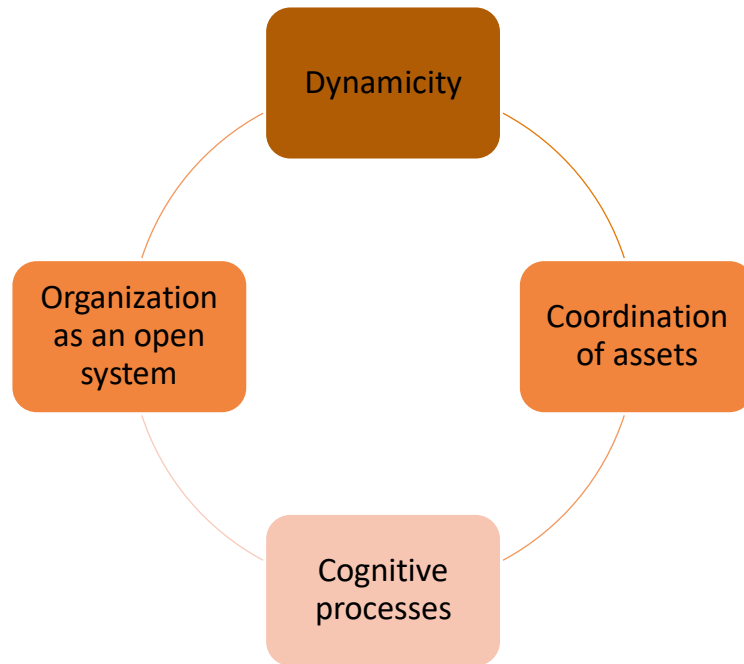 Dynamicity
Organization
as an open
system
Coordination
of assets
Cognitive
processes